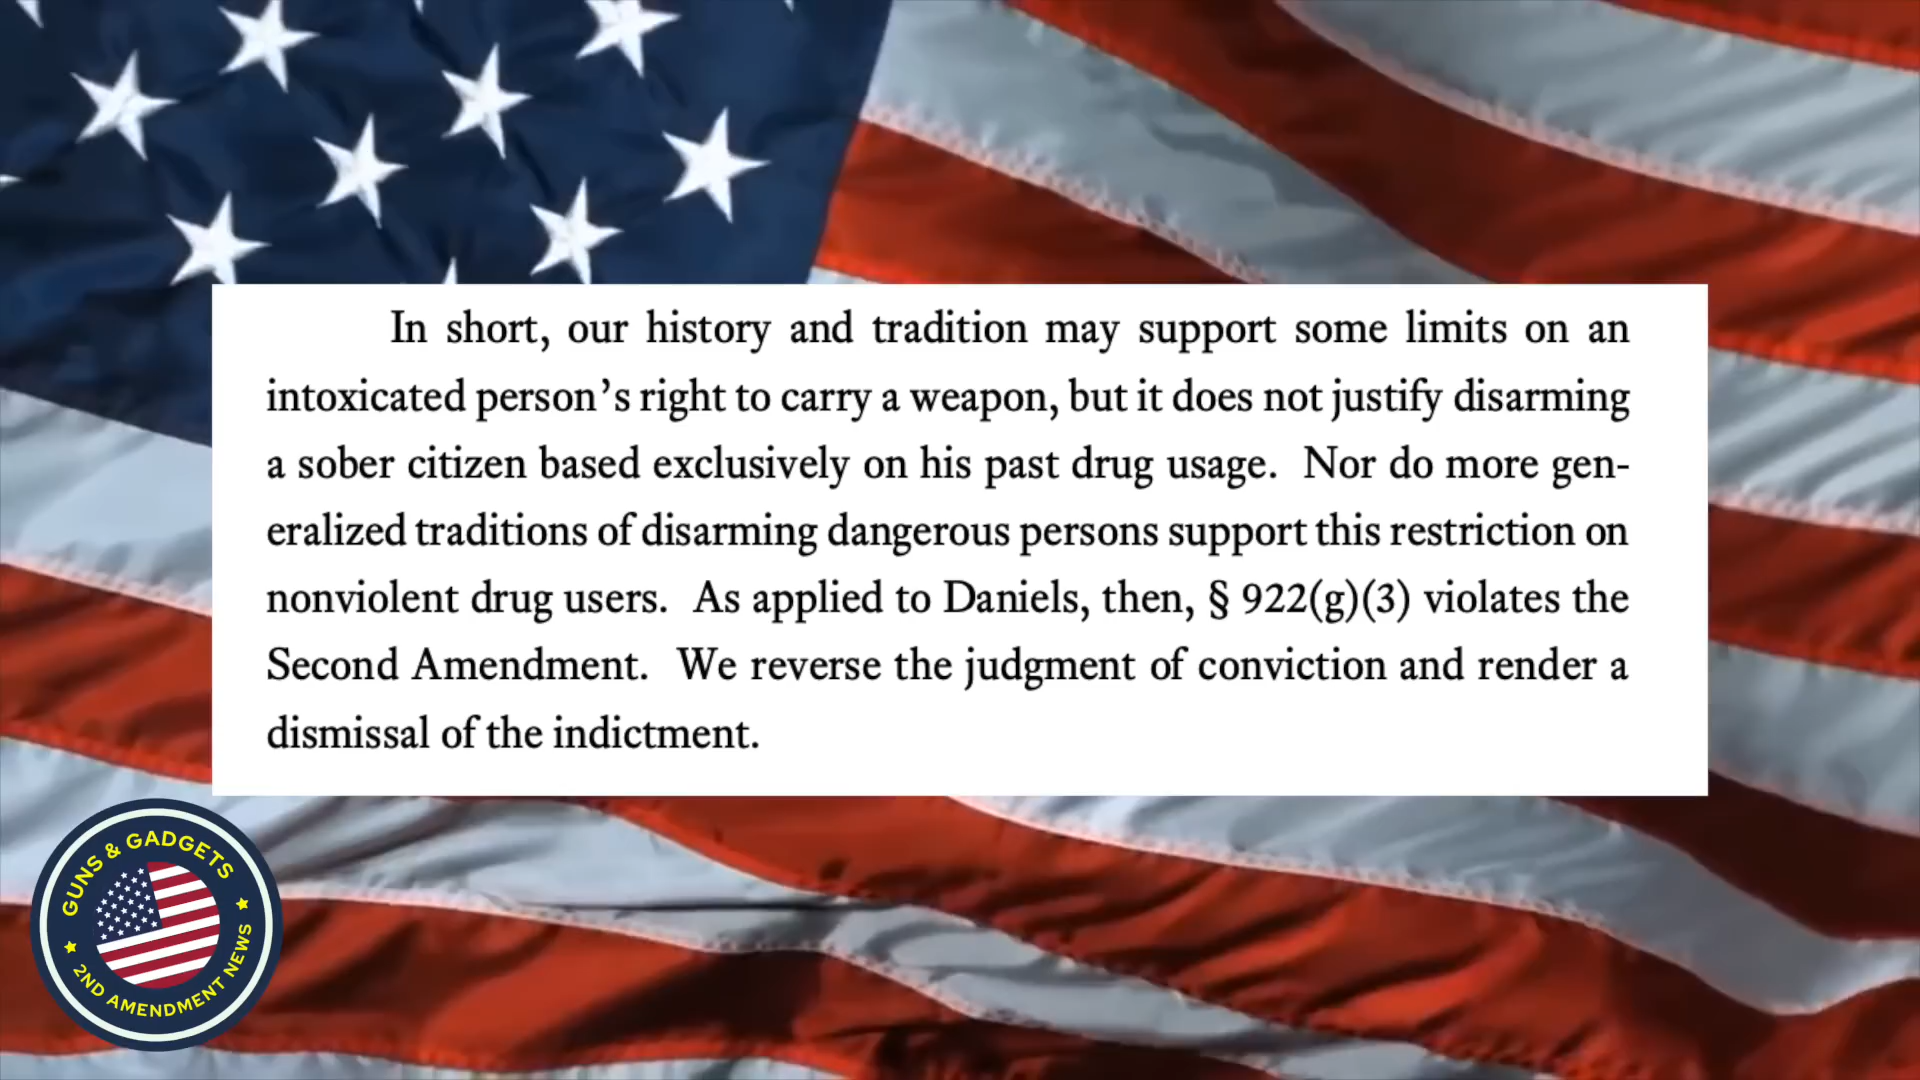 In short, our history and tradition may support some limits on an
intoxicated person’s right to carry a weapon, but it does not justify disarming
a sober citizen based exclusively on his past drug usage. Nor do more gen-
eralized traditions of disarming dangerous persons support this restriction on
nonviolent drug users. As applied to Daniels, then, § 922(g)(3) violates the
Second Amendment. We reverse the judgment of conviction and render a
dismissal of the indictment.
GUNS & GADGETS
2ND AMENDMENT NEWS